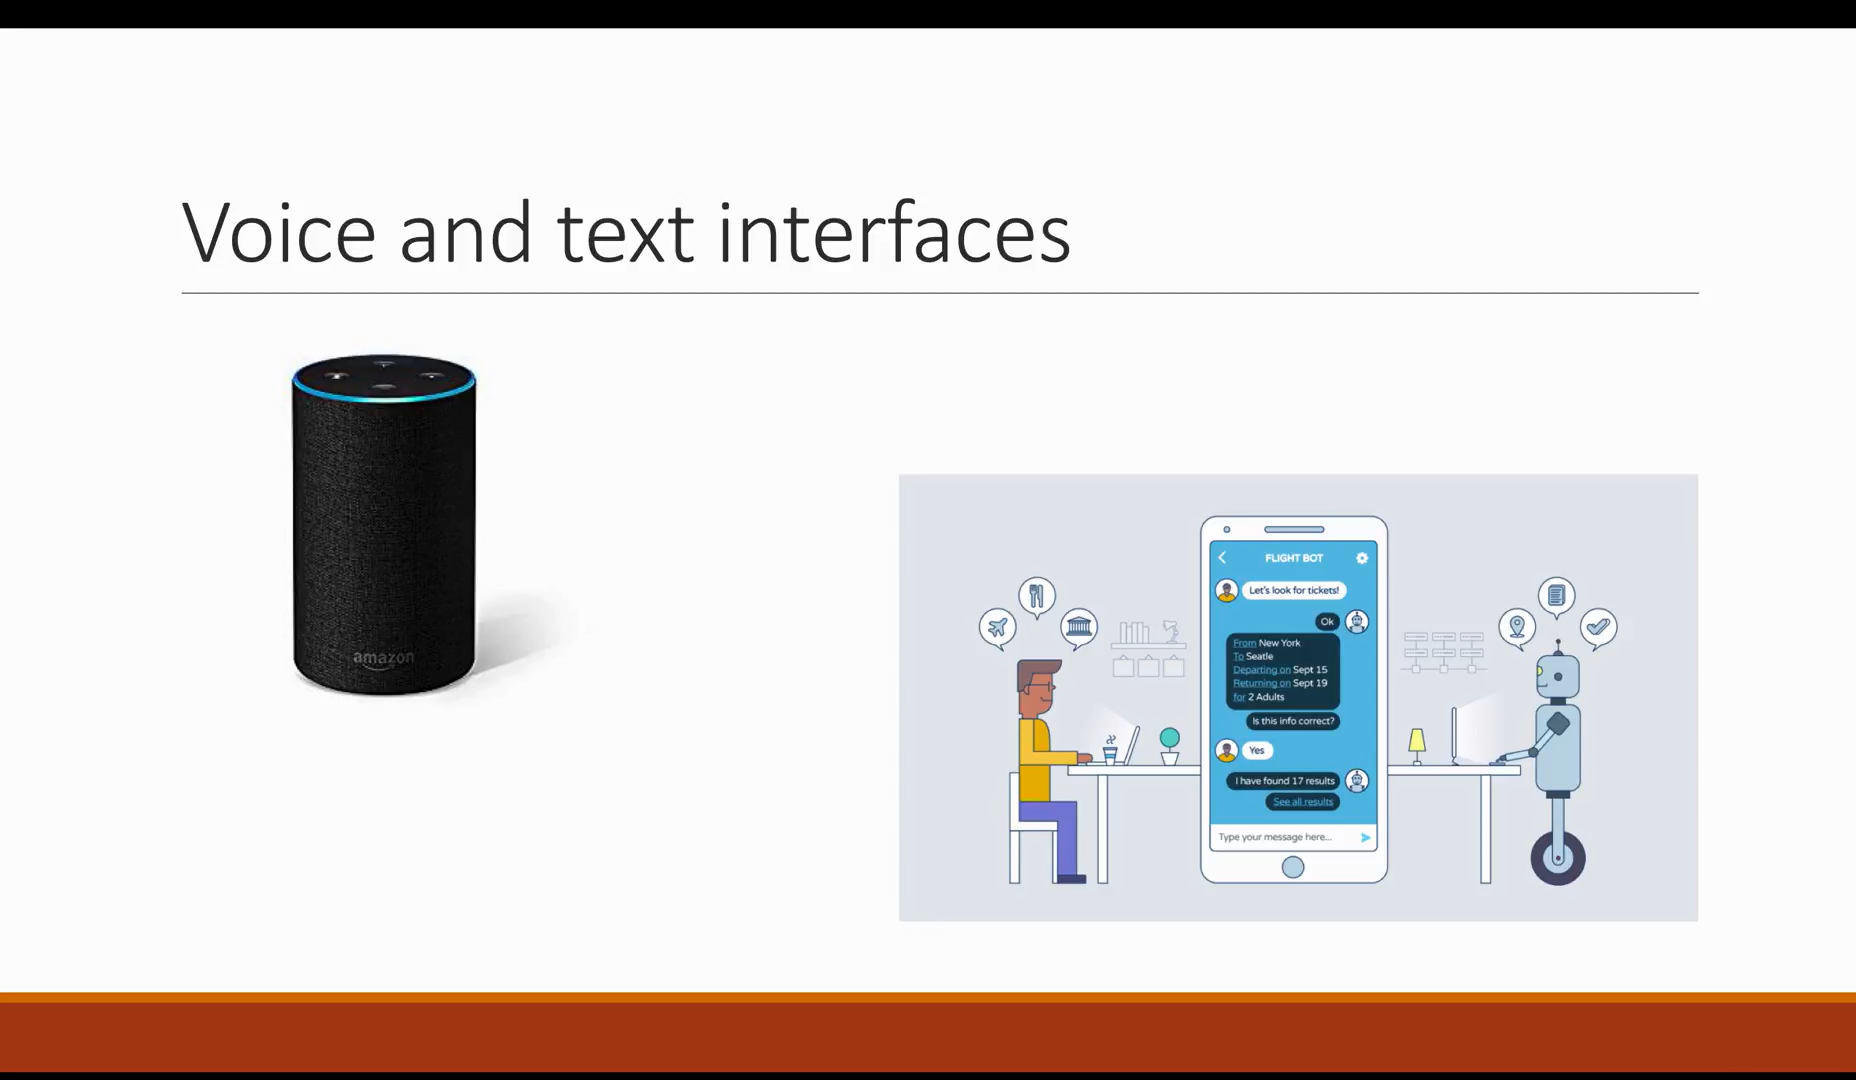 Voice and text interfaces
amazon
FLIGHT BOT
Let's look for tickets!
Ok
From New York
To Seatle
Departing on Sept 15
Returning on Sept 19
for 2 Adults
Is this info correct?
Yes
I have found 17 results
See all results
Type your message here...